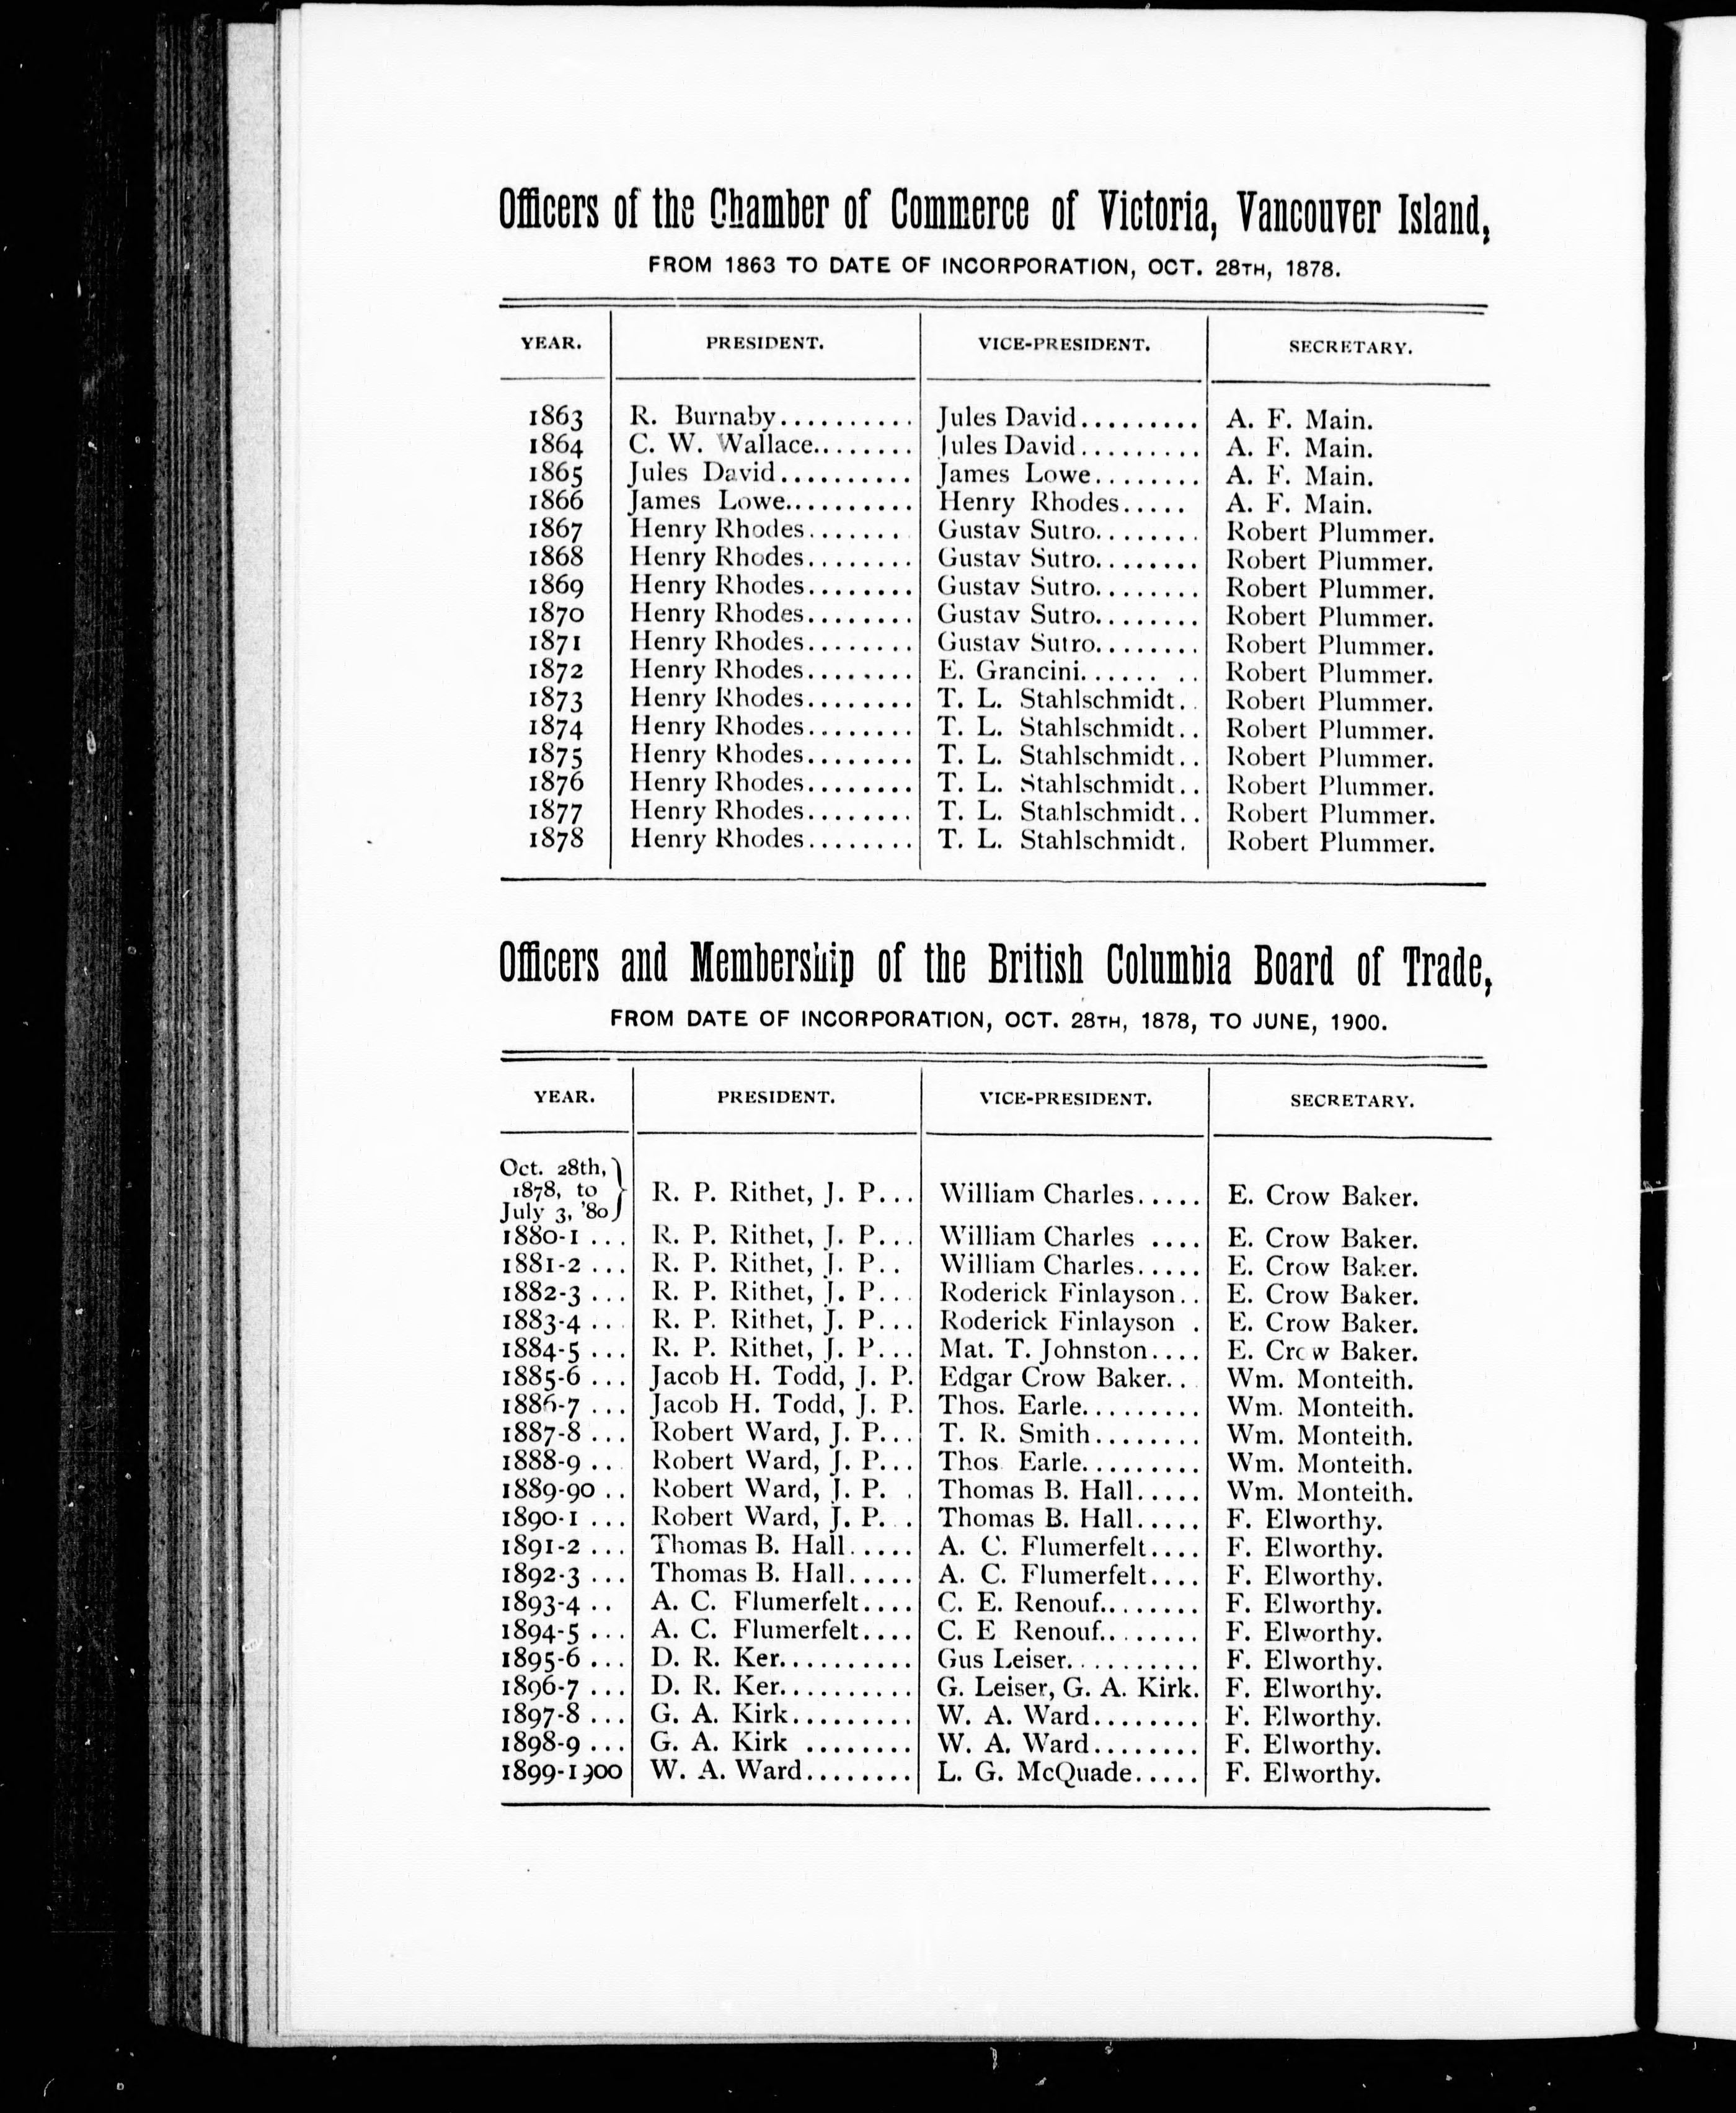 Officers of the Chamber of Commerce of Victoria, Vancouver Island,
FROM 1863 TO DATE OF INCORPORATION, OCT. 28TH, 1878.
YEAR. PRESIDENT. VICE-PRESIDENT. SECRETARY.
1863 R. Burnaby.......... Jules David......... A. F. Main.
1864 C. W. Wallace........ Jules David......... A. F. Main.
1865 Jules David.......... James Lowe........ A. F. Main.
1866 James Lowe.......... Henry Rhodes..... A. F. Main.
1867 Henry Rhodes....... Gustav Sutro........ Robert Plummer.
1868 Henry Rhodes........ Gustav Sutro........ Robert Plummer.
1869 Henry Rhodes........ Gustav Sutro........ Robert Plummer.
1870 Henry Rhodes........ Gustav Sutro........ Robert Plummer.
1871 Henry Rhodes........ Gustav Sutro........ Robert Plummer.
1872 Henry Rhodes........ E. Grancini...... .. Robert Plummer.
1873 Henry Rhodes........ T. L. Stahlschmidt.. Robert Plummer.
1874 Henry Rhodes........ T. L. Stahlschmidt.. Robert Plummer.
1875 Henry Rhodes........ T. L. Stahlschmidt.. Robert Plummer.
1876 Henry Rhodes........ T. L. Stahlschmidt.. Robert Plummer.
1877 Henry Rhodes........ T. L. Stahlschmidt.. Robert Plummer.
1878 Henry Rhodes........ T. L. Stahlschmidt. Robert Plummer.
Officers and Membership of the British Columbia Board of Trade,
FROM DATE OF INCORPORATION, OCT. 28TH, 1878, TO JUNE, 1900.
YEAR. PRESIDENT. VICE-PRESIDENT. SECRETARY.
Oct. 28th,
1878, to R. P. Rithet, J. P... William Charles..... E. Crow Baker.
July 3, '80
1880-1 ... R. P. Rithet, J. P... William Charles .... E. Crow Baker.
1881-2 ... R. P. Rithet, J. P.. William Charles..... E. Crow Baker.
1882-3 ... R. P. Rithet, J. P... Roderick Finlayson.. E. Crow Baker.
1883-4 ... R. P. Rithet, J. P... Roderick Finlayson . E. Crow Baker.
1884-5 ... R. P. Rithet, J. P... Mat. T. Johnston.... E. Crow Baker.
1885-6 ... Jacob H. Todd, J. P. Edgar Crow Baker.. Wm. Monteith.
1886-7 ... Jacob H. Todd, J. P. Thos. Earle......... Wm. Monteith.
1887-8 ... Robert Ward, J. P... T. R. Smith........ Wm. Monteith.
1888-9 .. Robert Ward, J. P... Thos Earle......... Wm. Monteith.
1889-90 .. Robert Ward, J. P. . Thomas B. Hall..... Wm. Monteith.
1890-1 ... Robert Ward, J. P. . Thomas B. Hall..... F. Elworthy.
1891-2 ... Thomas B. Hall..... A. C. Flumerfelt.... F. Elworthy.
1892-3 ... Thomas B. Hall..... A. C. Flumerfelt.... F. Elworthy.
1893-4 .. A. C. Flumerfelt.... C. E. Renouf........ F. Elworthy.
1894-5 ... A. C. Flumerfelt.... C. E Renouf........ F. Elworthy.
1895-6 ... D. R. Ker.......... Gus Leiser........... F. Elworthy.
1896-7 ... D. R. Ker.......... G. Leiser, G. A. Kirk. F. Elworthy.
1897-8 ... G. A. Kirk......... W. A. Ward........ F. Elworthy.
1898-9 ... G. A. Kirk ........ W. A. Ward........ F. Elworthy.
1899-1900 W. A. Ward........ L. G. McQuade..... F. Elworthy.